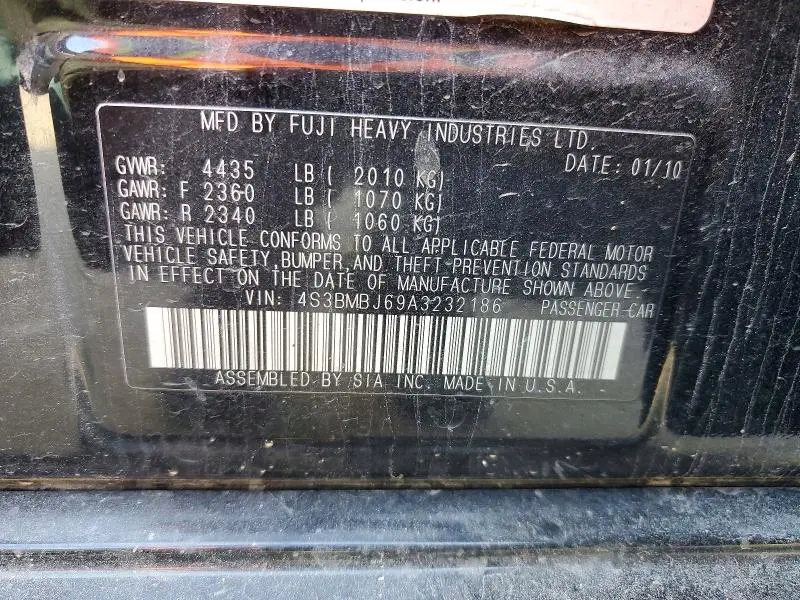 MFD BY FUJI HEAVY INDUSTRIES LTD.
DATE: 01/10
GVWR: 4435 LB ( 2010 KG)
GAWR: F 2360 LB ( 1070 KG)
GAWR: R 2340 LB ( 1060 KG)
THIS VEHICLE CONFORMS TO ALL APPLICABLE FEDERAL MOTOR
VEHICLE SAFETY, BUMPER, AND THEFT-PREVENTION STANDARDS
IN EFFECT ON THE DATE OF MANUFACTURE SHOWN ABOVE.
VIN: 4S3BMBJ69A3232186 PASSENGER CAR
ASSEMBLED BY SIA, INC. MADE IN U.S.A.